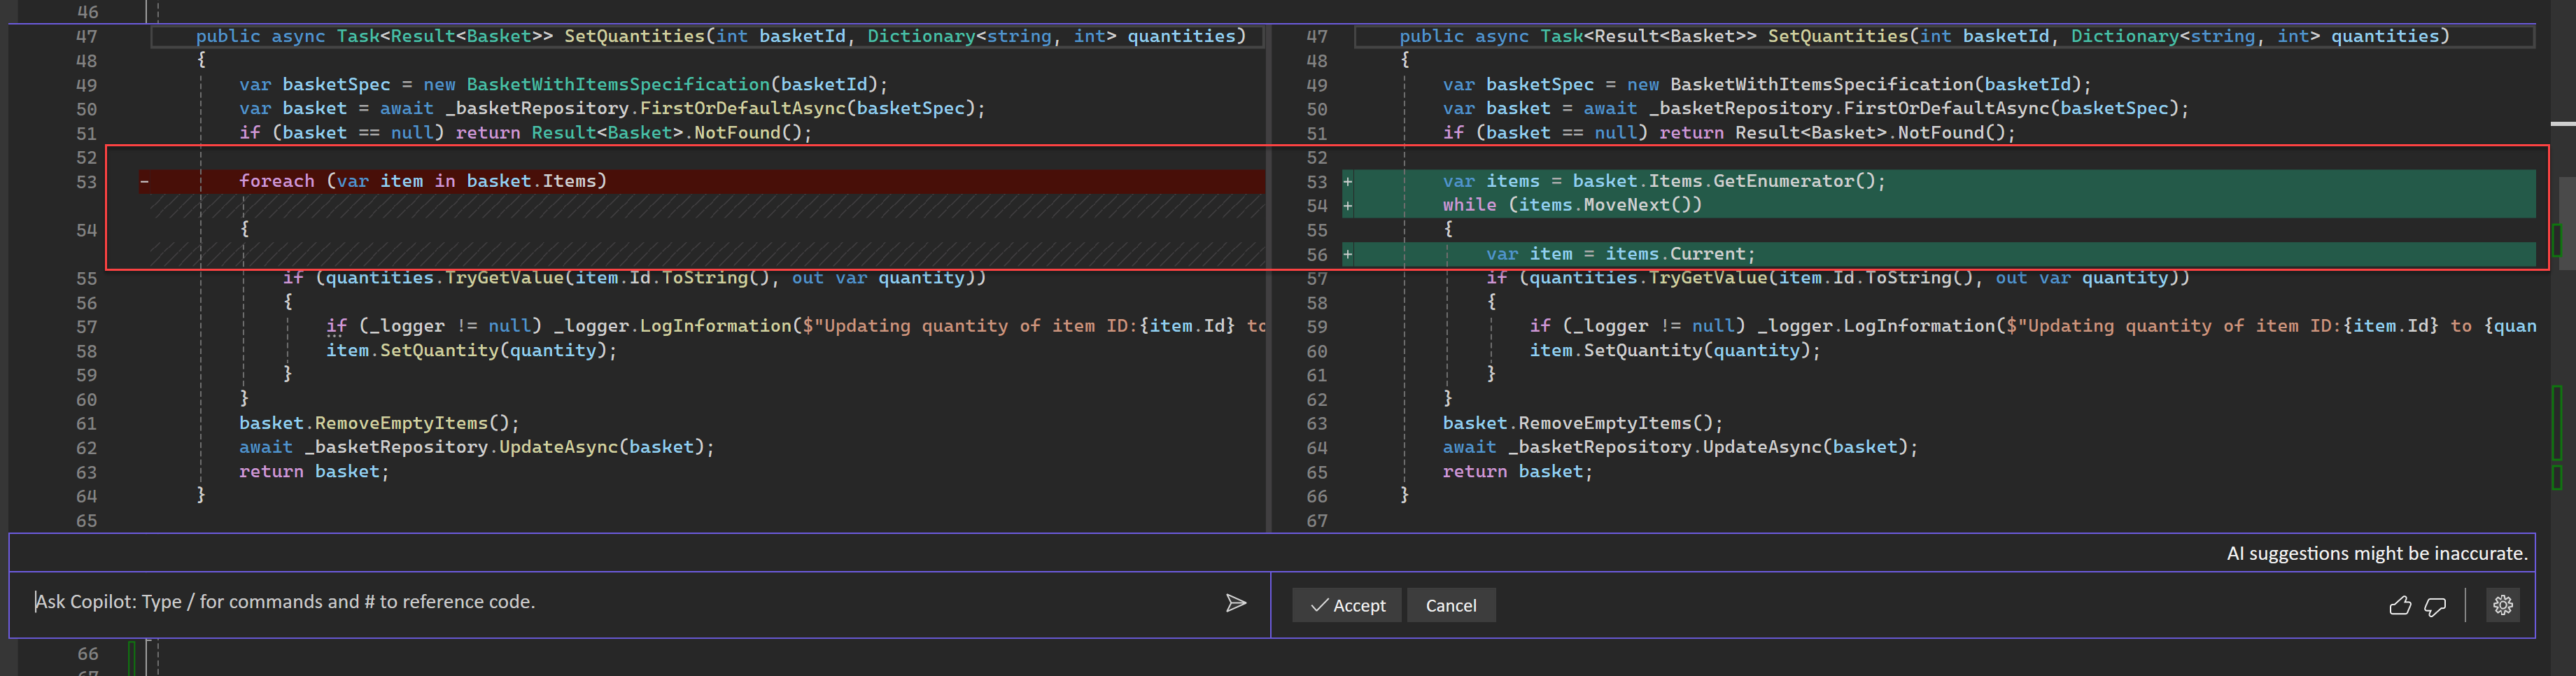 46
47 public async Task<Result<Basket>> SetQuantities(int basketId, Dictionary<string, int> quantities)
48 {
49 var basketSpec = new BasketWithItemsSpecification(basketId);
50 var basket = await _basketRepository.FirstOrDefaultAsync(basketSpec);
51 if (basket == null) return Result<Basket>.NotFound();
52
53 - foreach (var item in basket.Items)
54 {
55 if (quantities.TryGetValue(item.Id.ToString(), out var quantity))
56 {
57 if (_logger != null) _logger.LogInformation($"Updating quantity of item ID:{item.Id} to
58 item.SetQuantity(quantity);
59 }
60 }
61 basket.RemoveEmptyItems();
62 await _basketRepository.UpdateAsync(basket);
63 return basket;
64 }
65
47 public async Task<Result<Basket>> SetQuantities(int basketId, Dictionary<string, int> quantities)
48 {
49 var basketSpec = new BasketWithItemsSpecification(basketId);
50 var basket = await _basketRepository.FirstOrDefaultAsync(basketSpec);
51 if (basket == null) return Result<Basket>.NotFound();
52
53 + var items = basket.Items.GetEnumerator();
54 + while (items.MoveNext())
55 {
56 + var item = items.Current;
57 if (quantities.TryGetValue(item.Id.ToString(), out var quantity))
58 {
59 if (_logger != null) _logger.LogInformation($"Updating quantity of item ID:{item.Id} to {quan
60 item.SetQuantity(quantity);
61 }
62 }
63 basket.RemoveEmptyItems();
64 await _basketRepository.UpdateAsync(basket);
65 return basket;
66 }
67
AI suggestions might be inaccurate.
Ask Copilot: Type / for commands and # to reference code.
Accept Cancel
66